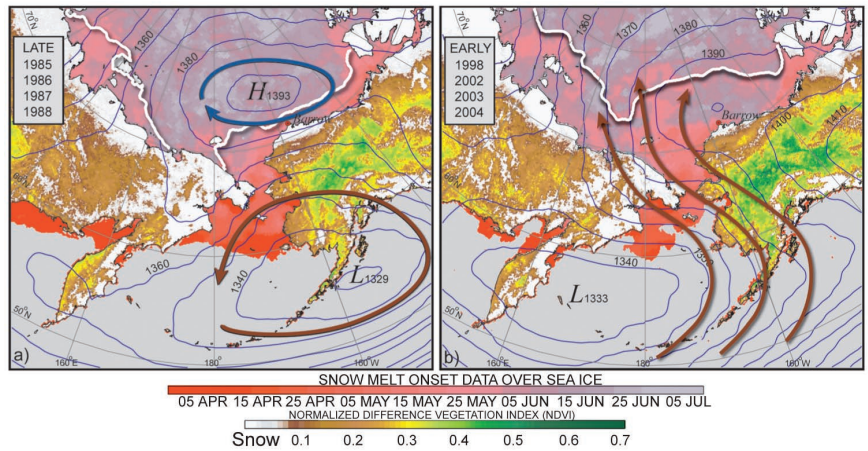 70°N
LATE
1985
1986
1987
1988
1360
1380
H1393
Barrow
60°N
1360
1340
L1329
50°N
a)
160°E
180°
160°W
70°N
EARLY
1998
2002
2003
2004
1360
1370
1380
1390
Barrow
1400
1410
60°N
1340
L1333
50°N
b)
160°E
180°
160°W
SNOW MELT ONSET DATA OVER SEA ICE
05 APR 15 APR 25 APR 05 MAY 15 MAY 25 MAY 05 JUN 15 JUN 25 JUN 05 JUL
NORMALIZED DIFFERENCE VEGETATION INDEX (NDVI)
Snow 0.1 0.2 0.3 0.4 0.5 0.6 0.7